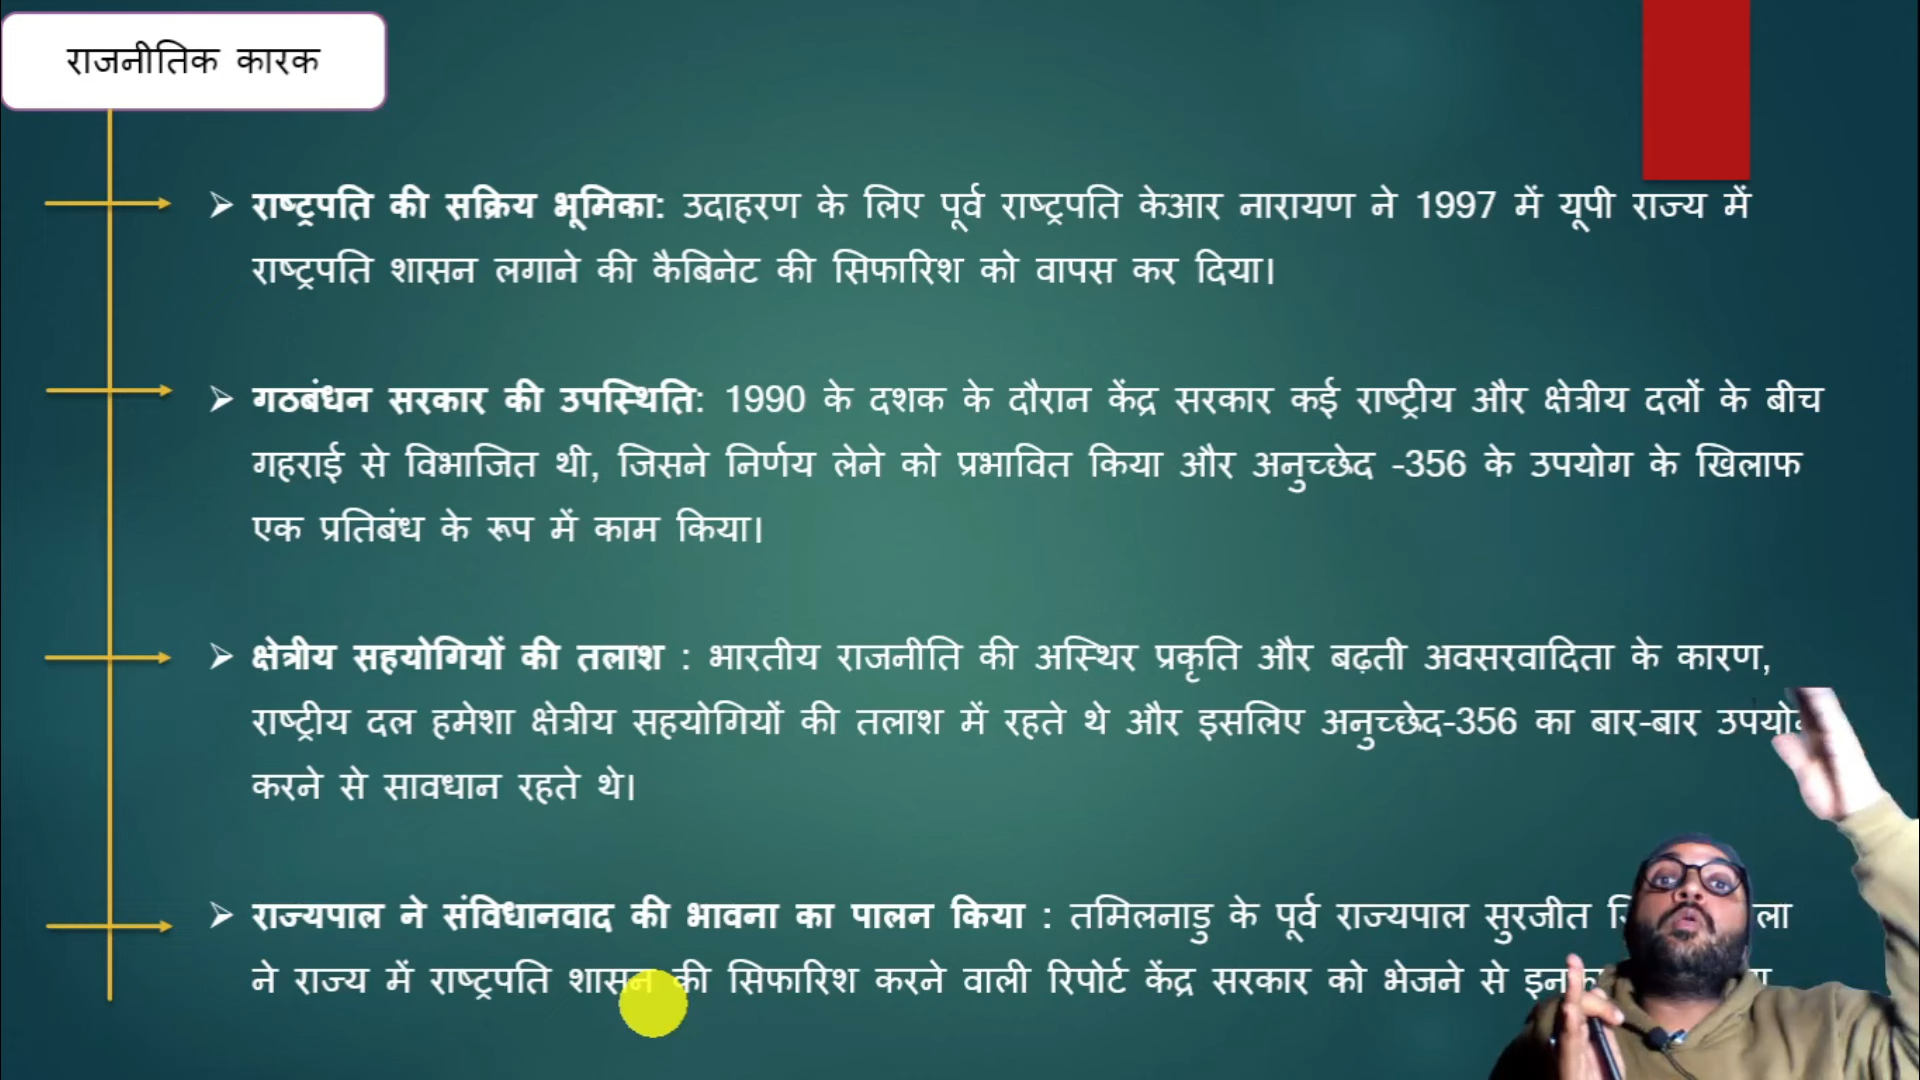 राजनीतिक कारक
➢ राष्ट्रपति की सक्रिय भूमिका: उदाहरण के लिए पूर्व राष्ट्रपति केआर नारायण ने 1997 में यूपी राज्य में
राष्ट्रपति शासन लगाने की कैबिनेट की सिफारिश को वापस कर दिया।
➢ गठबंधन सरकार की उपस्थिति: 1990 के दशक के दौरान केंद्र सरकार कई राष्ट्रीय और क्षेत्रीय दलों के बीच
गहराई से विभाजित थी, जिसने निर्णय लेने को प्रभावित किया और अनुच्छेद -356 के उपयोग के खिलाफ
एक प्रतिबंध के रूप में काम किया।
➢ क्षेत्रीय सहयोगियों की तलाश : भारतीय राजनीति की अस्थिर प्रकृति और बढ़ती अवसरवादिता के कारण,
राष्ट्रीय दल हमेशा क्षेत्रीय सहयोगियों की तलाश में रहते थे और इसलिए अनुच्छेद-356 का बार-बार
करने से सावधान रहते थे।
➢ राज्यपाल ने संविधानवाद की भावना का पालन किया : तमिलनाडु के पूर्व राज्यपाल सुरजीत
ने राज्य में राष्ट्रपति शासन की सिफारिश करने वाली रिपोर्ट केंद्र सरकार को भेजने से